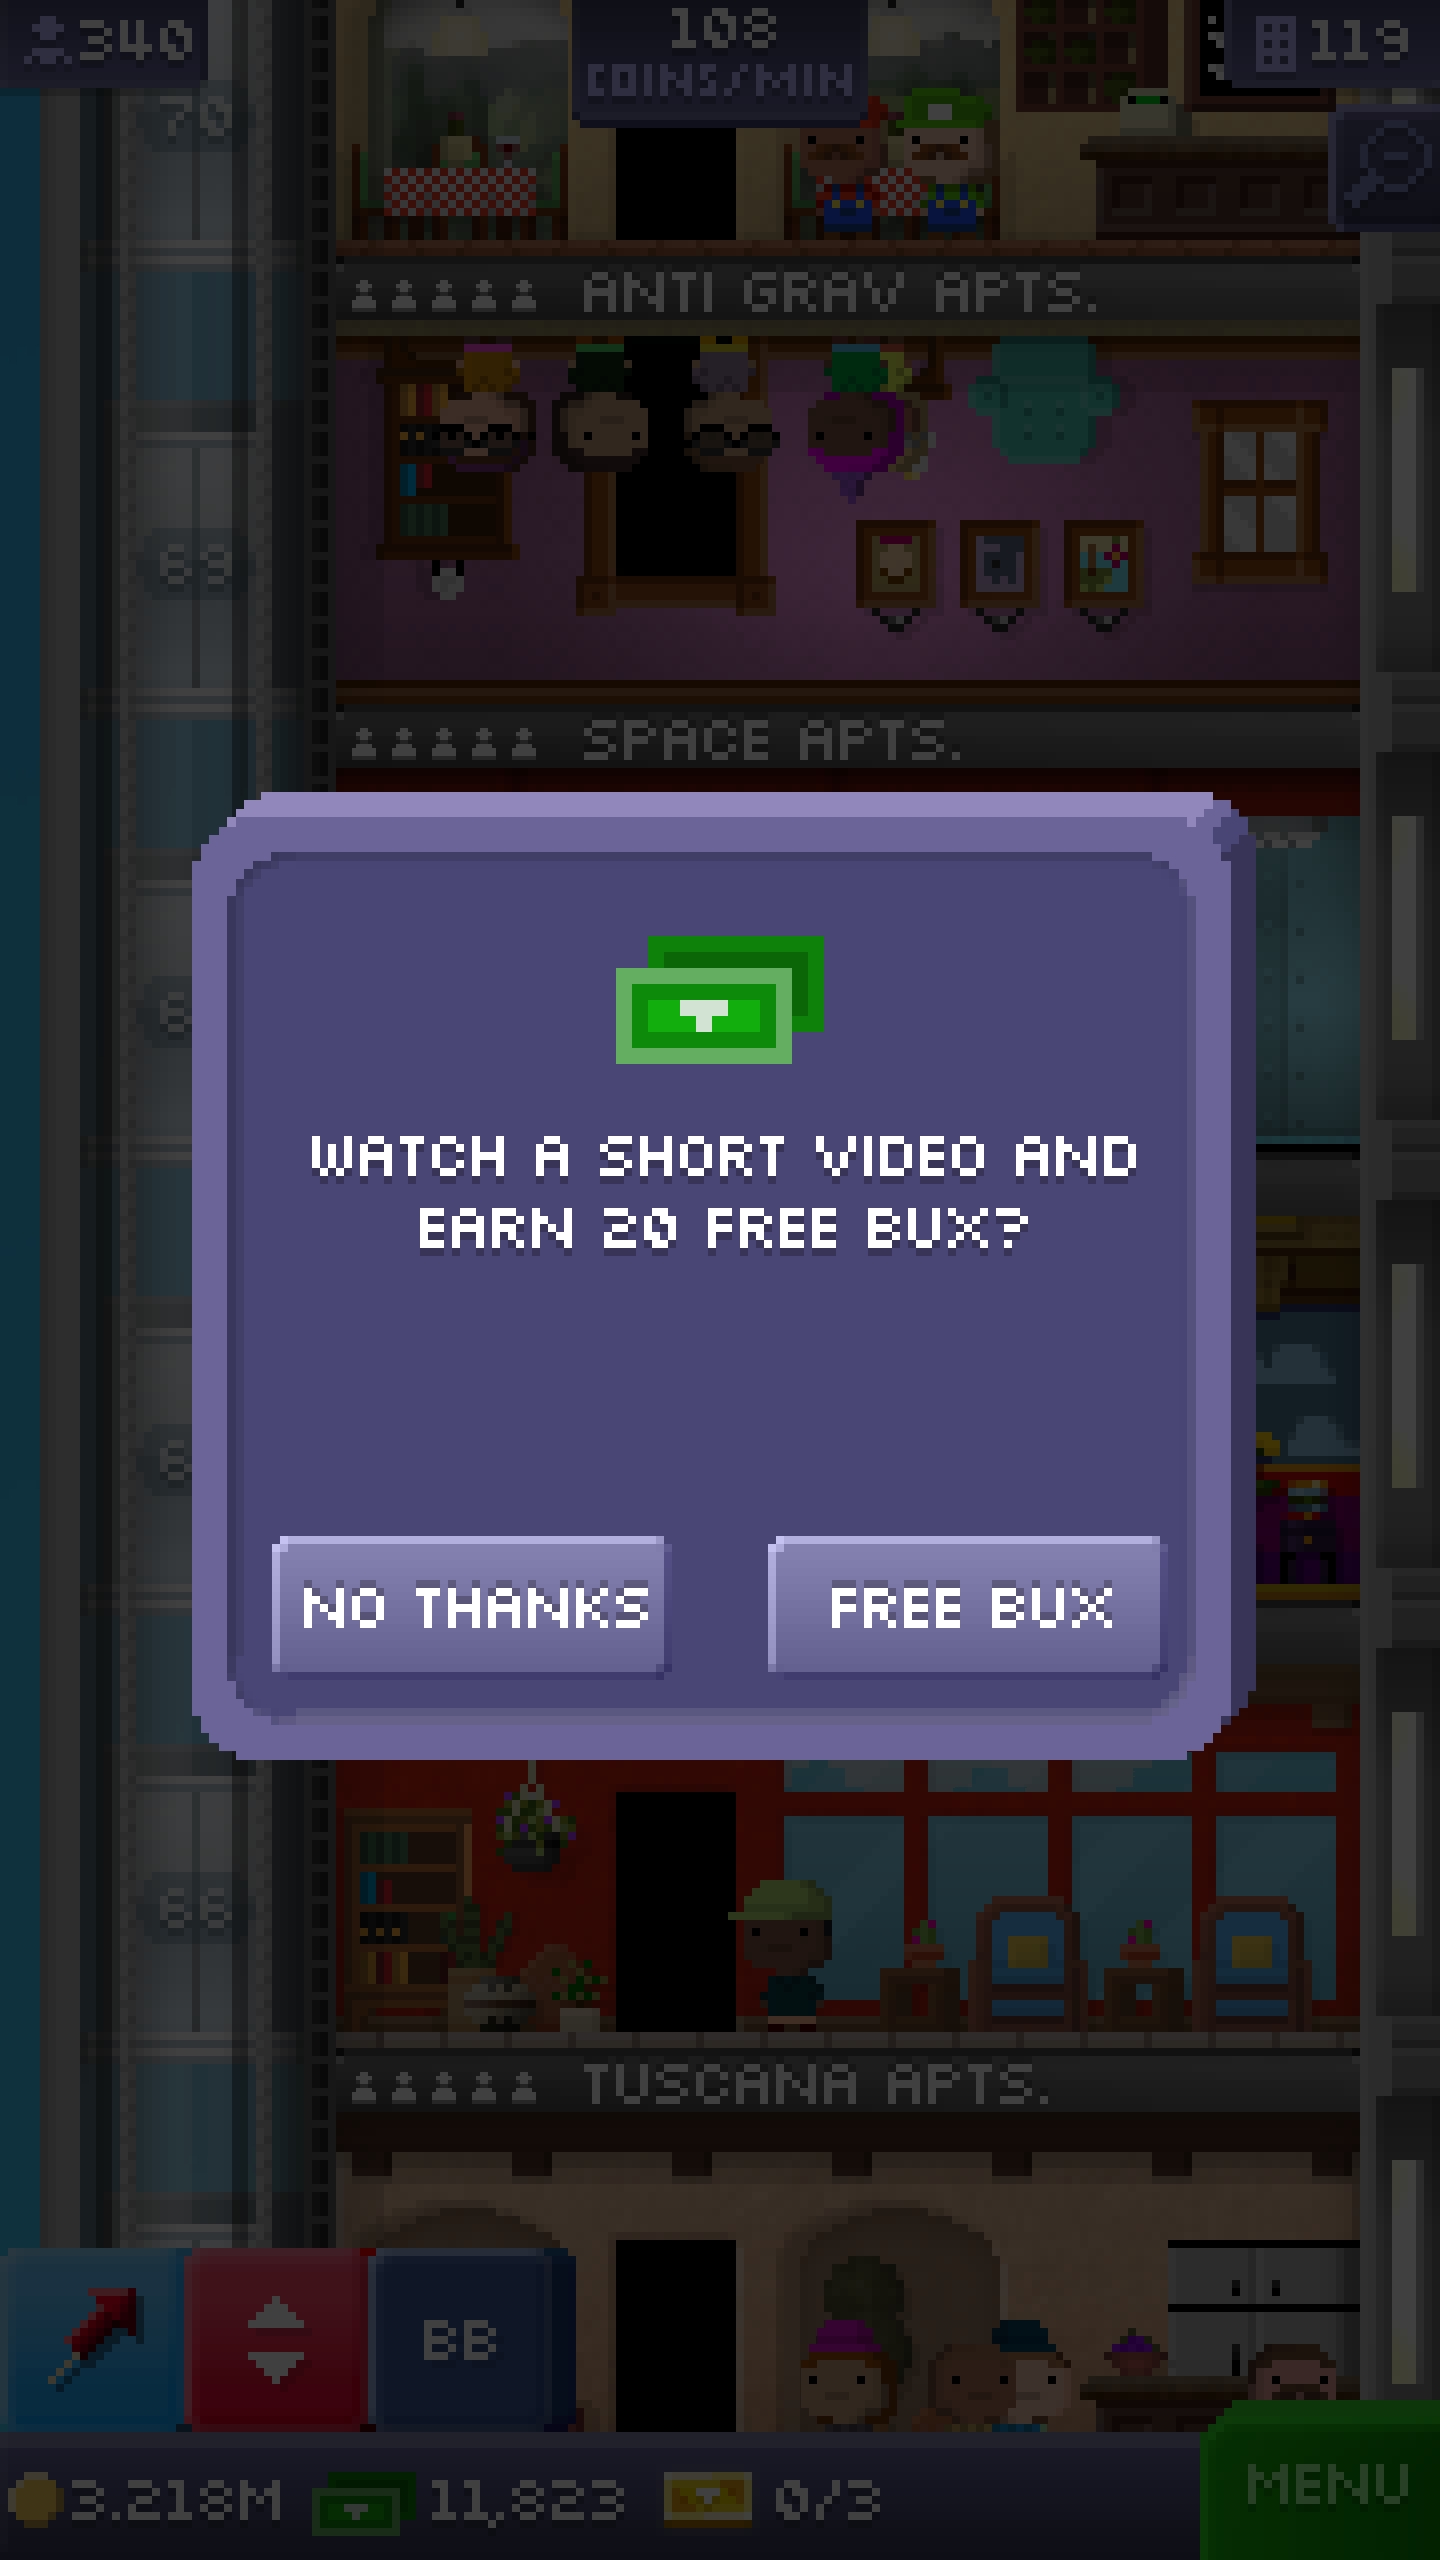 340
108
COINS/MIN
119
70
ANTI GRAV APTS.
69
SPACE APTS.
WATCH A SHORT VIDEO AND
EARN 20 FREE BUX?
NO THANKS
FREE BUX
66
TUSCANA APTS.
BB
3.218M
11,823
0/3
MENU